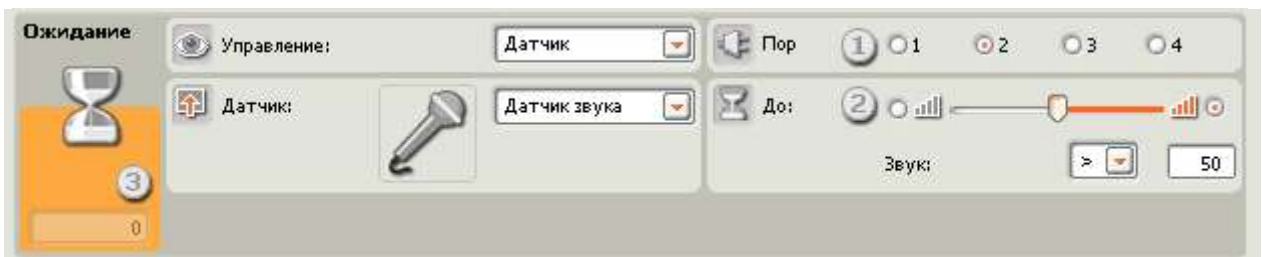 Ожидание
Управление: Датчик
Пор 1 1 2 3 4
Датчик: Датчик звука
До: 2
Звук: > 50
3
0